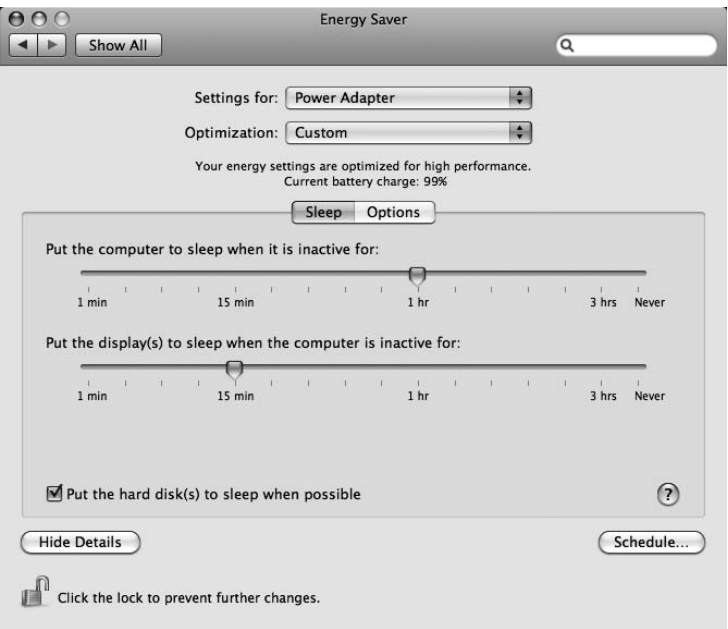 Energy Saver
Show All
Settings for: Power Adapter
Optimization: Custom
Your energy settings are optimized for high performance.
Current battery charge: 99%
Sleep Options
Put the computer to sleep when it is inactive for:
1 min 15 min 1 hr 3 hrs Never
Put the display(s) to sleep when the computer is inactive for:
1 min 15 min 1 hr 3 hrs Never
Put the hard disk(s) to sleep when possible ?
Hide Details Schedule...
Click the lock to prevent further changes.